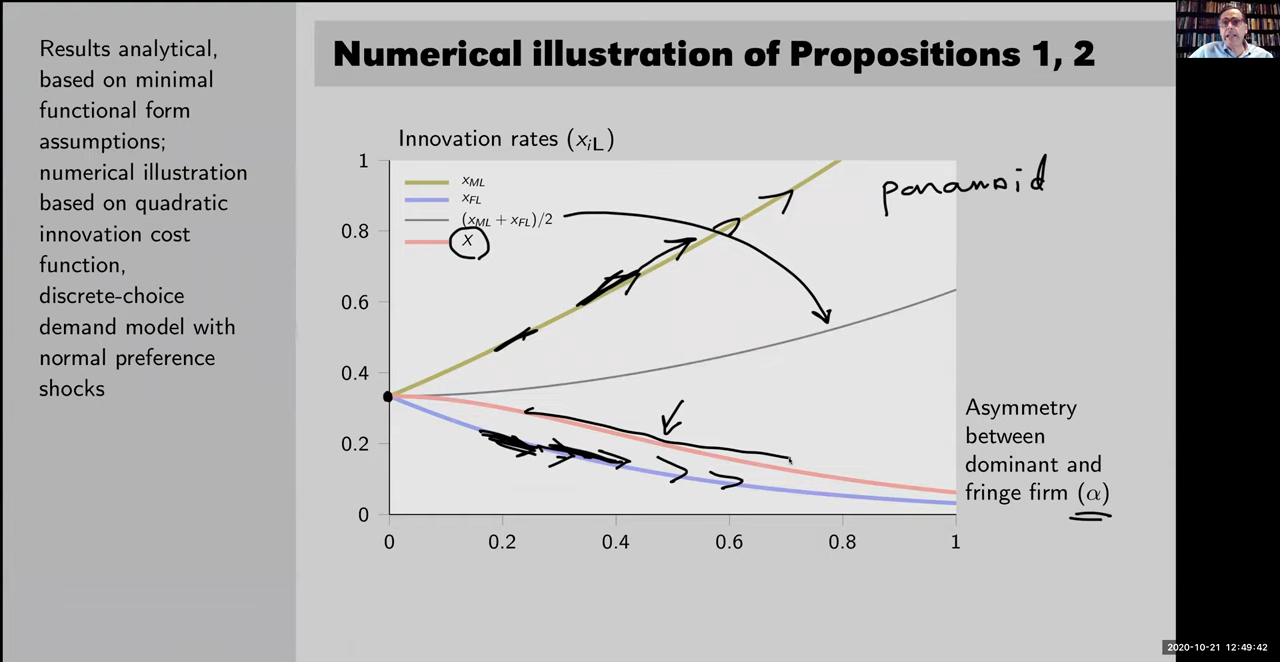 Results analytical,
based on minimal
functional form
assumptions;
numerical illustration
based on quadratic
innovation cost
function,
discrete-choice
demand model with
normal preference
shocks
Numerical illustration of Propositions 1, 2
Innovation rates (x_iL)
1
0.8
0.6
0.4
0.2
0
x_ML
x_FL
(x_ML + x_FL)/2
X
paranoid
Asymmetry
between
dominant and
fringe firm (α)
0 0.2 0.4 0.6 0.8 1
2020-10-21 12:49:42